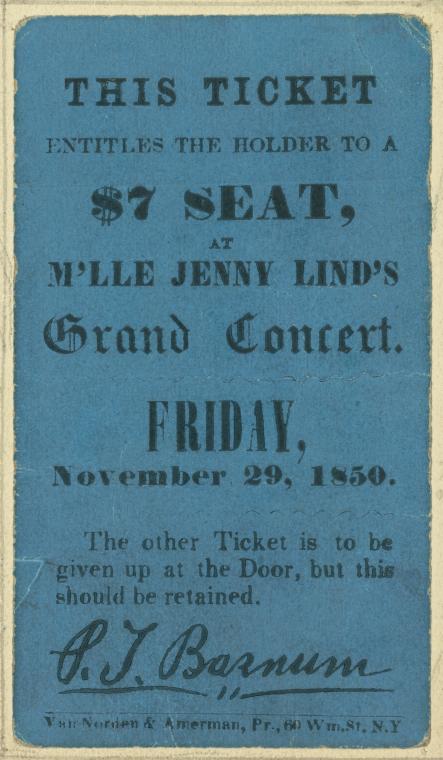 THIS TICKET
ENTITLES THE HOLDER TO A
$7 SEAT,
AT
M'LLE JENNY LIND'S
Grand Concert.
FRIDAY,
November 29, 1850.
The other Ticket is to be
given up at the Door, but this
should be retained.
P. T. Barnum
Van Norden & Amerman, Pr., 60 Wm. St. N.Y